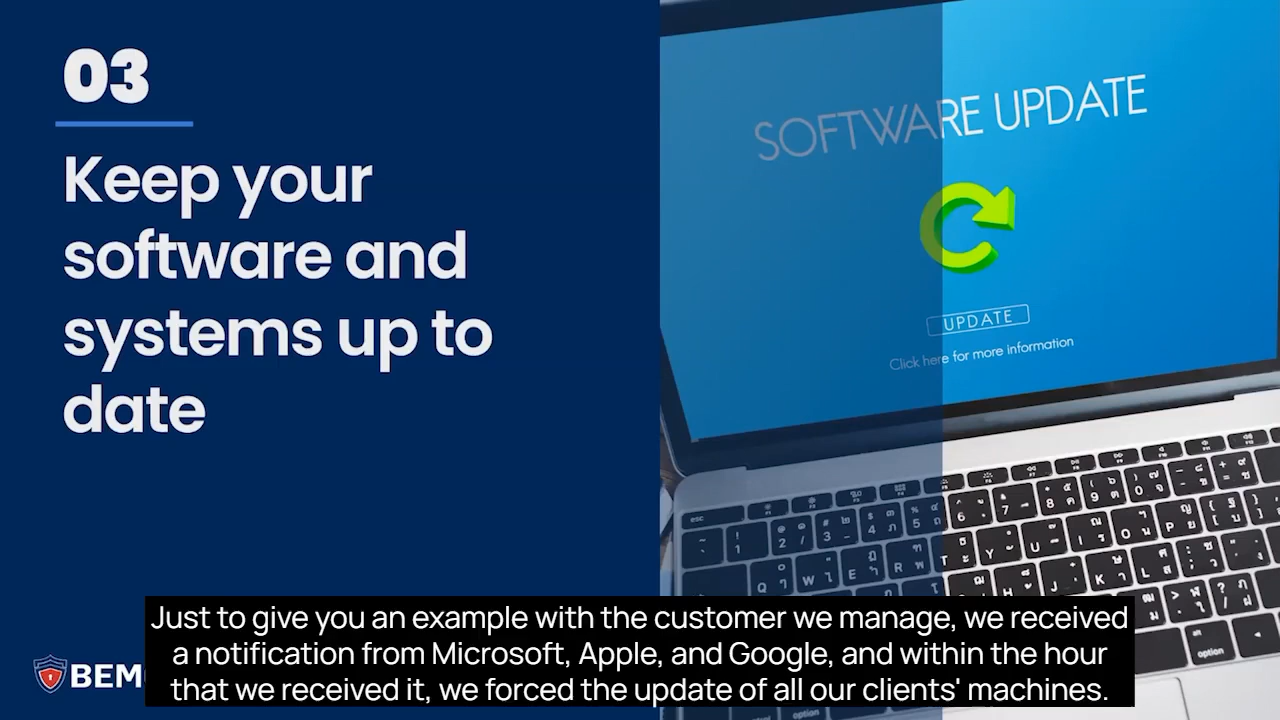 03
Keep your
software and
systems up to
date
SOFTWARE UPDATE
UPDATE
Click here for more information
esc
option
Just to give you an example with the customer we manage, we received
a notification from Microsoft, Apple, and Google, and within the hour
that we received it, we forced the update of all our clients' machines.